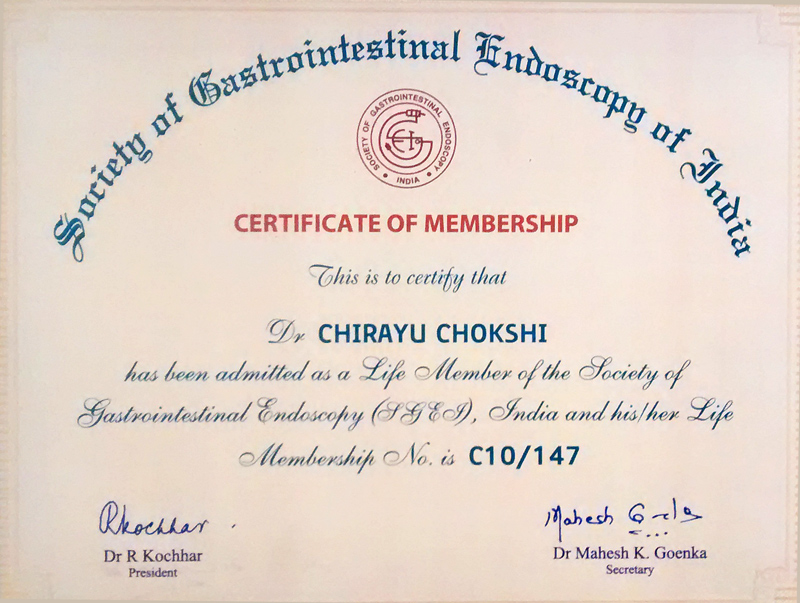 Society of Gastrointestinal Endoscopy of India
SOCIETY OF GASTROINTESTINAL ENDOSCOPY
INDIA
CERTIFICATE OF MEMBERSHIP
This is to certify that
Dr CHIRAYU CHOKSHI
has been admitted as a Life Member of the Society of
Gastrointestinal Endoscopy (SGEI), India and his/her Life
Membership No. is C10/147
Rkochhar
Mahesh
Dr R Kochhar
Dr Mahesh K. Goenka
President
Secretary